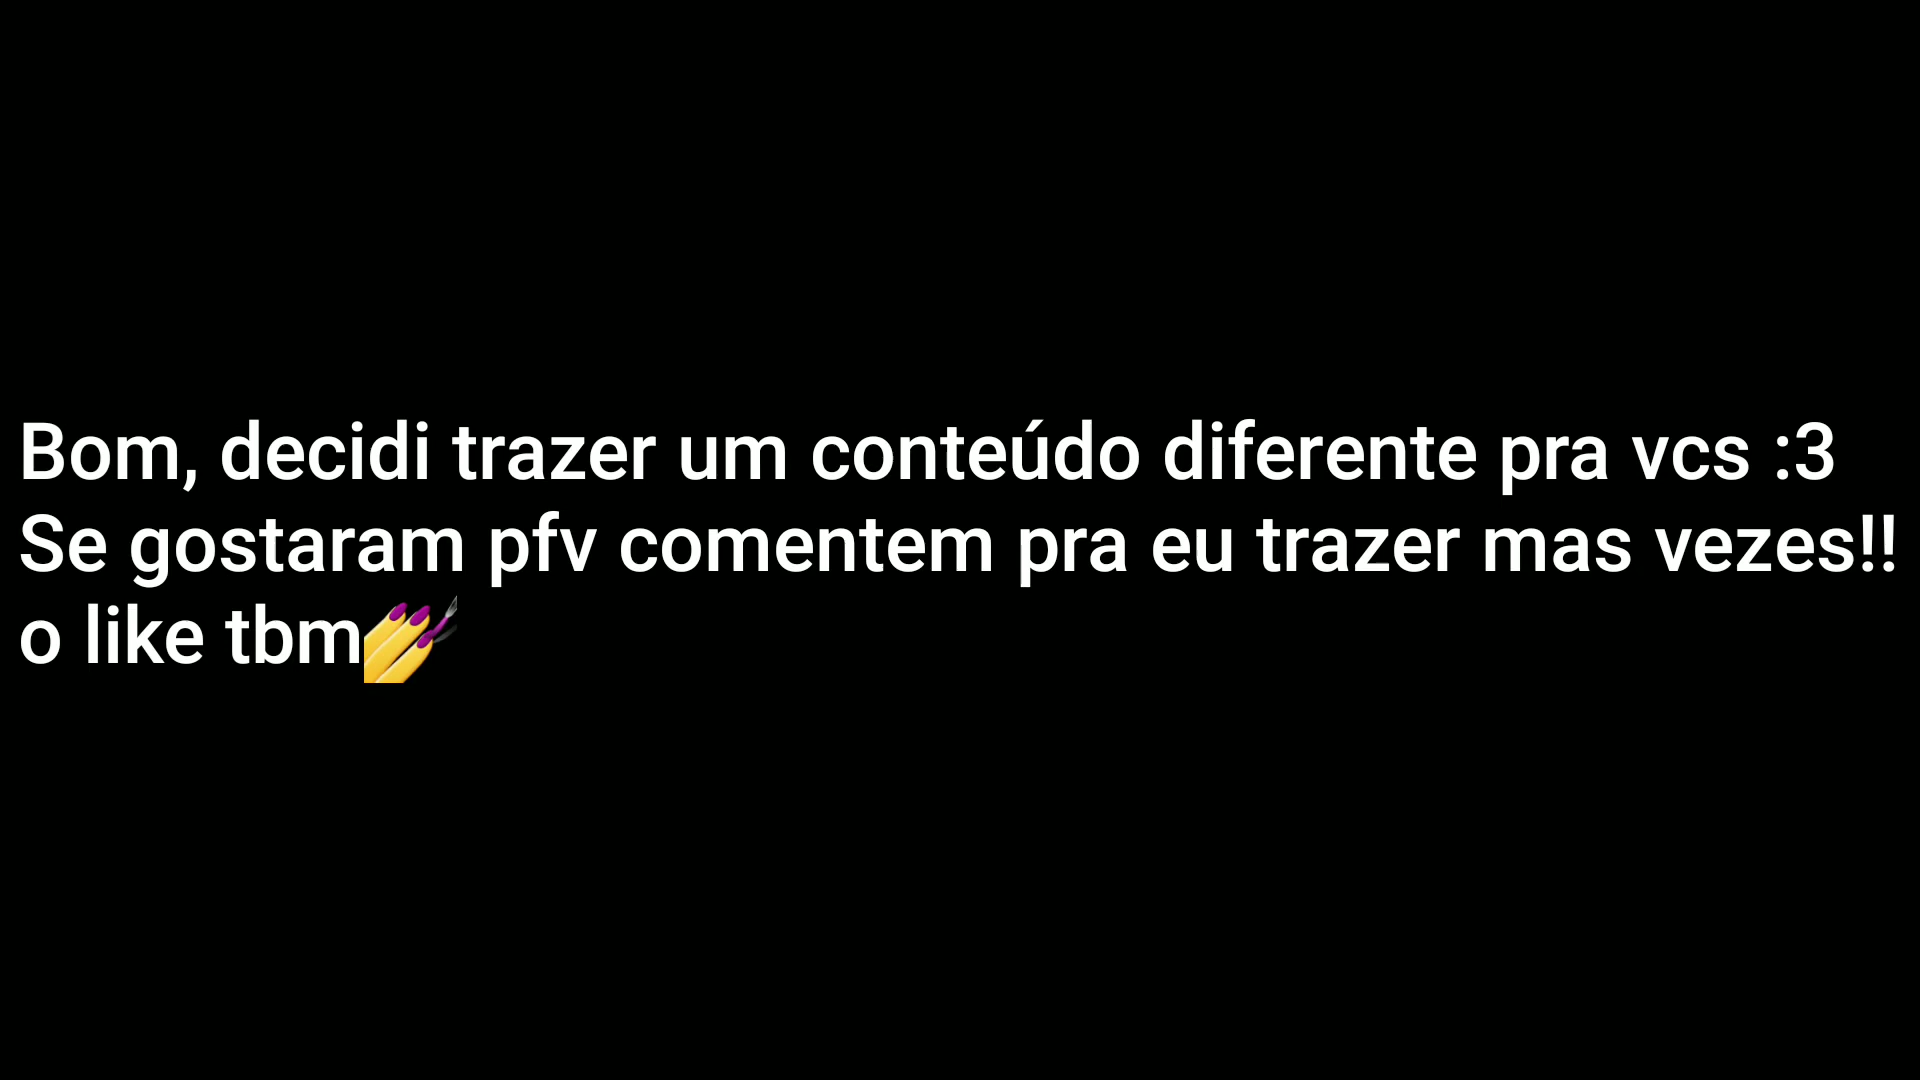 Bom, decidi trazer um conteúdo diferente pra vcs :3
Se gostaram pfv comentem pra eu trazer mas vezes!!
o like tbm💅